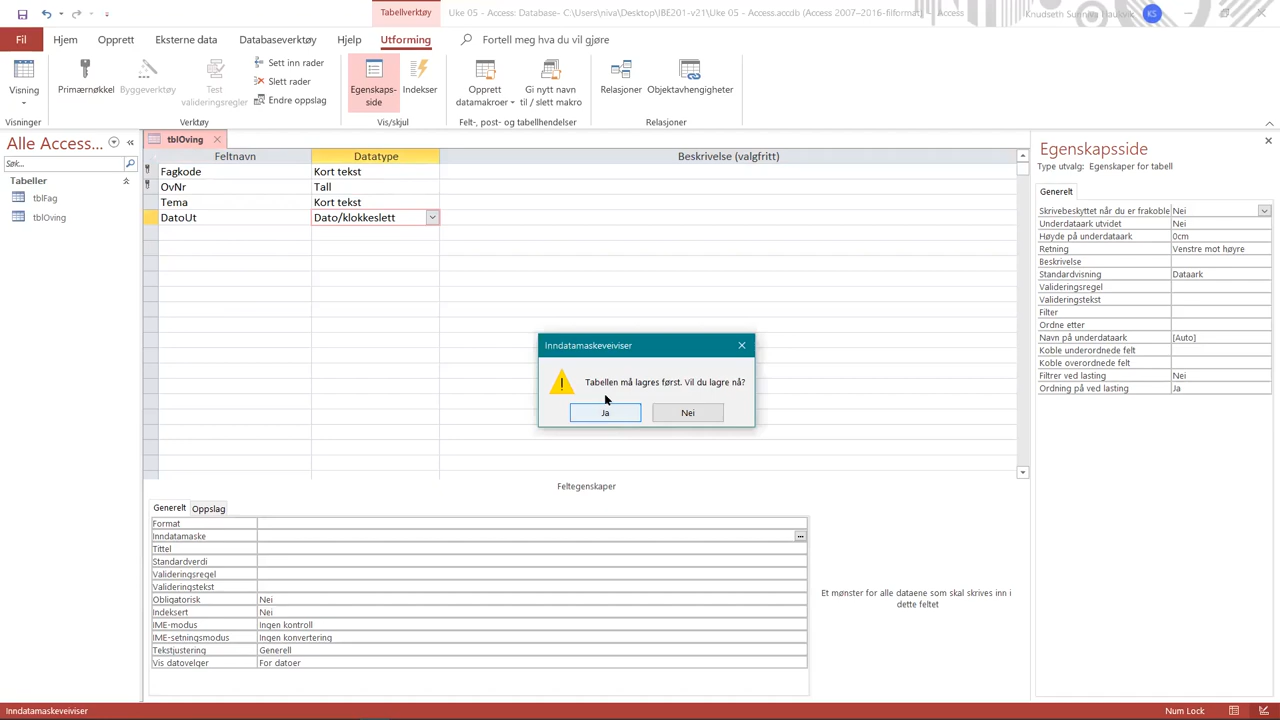 Tabellverktøy
Uke 05 - Access: Database- C:\Users\niva\Desktop\IBE201-v21\Uke 05 - Access.accdb (Access 2007–2016-filformat) - Access
Knudseth Sunniva Haukvik
KS
Fil
Hjem
Opprett
Eksterne data
Databaseverktøy
Hjelp
Utforming
Fortell meg hva du vil gjøre
Visning
Primærnøkkel
Byggeverktøy
Test valideringsregler
Sett inn rader
Slett rader
Endre oppslag
Egenskaps-
side
Indekser
Opprett
datamakroer
Gi nytt navn
til / slett makro
Relasjoner
Objektavhengigheter
Visninger
Verktøy
Vis/skjul
Felt-, post- og tabellhendelser
Relasjoner
Alle Access...
Søk...
Tabeller
tblFag
tblOving
tblOving
Feltnavn
Datatype
Beskrivelse (valgfritt)
Fagkode
Kort tekst
OvNr
Tall
Tema
Kort tekst
DatoUt
Dato/klokkeslett
Inndatamaskeveiviser
Tabellen må lagres først. Vil du lagre nå?
Ja
Nei
Feltegenskaper
Generelt
Oppslag
Format
Inndatamaske
Tittel
Standardverdi
Valideringsregel
Valideringstekst
Obligatorisk Nei
Indeksert Nei
IME-modus Ingen kontroll
IME-setningsmodus Ingen konvertering
Tekstjustering Generell
Vis datovelger For datoer
Et mønster for alle dataene som skal skrives inn i
dette feltet
Egenskapsside
Type utvalg: Egenskaper for tabell
Generelt
Skrivebeskyttet når du er frakoble Nei
Underdataark utvidet Nei
Høyde på underdataark 0cm
Retning Venstre mot høyre
Beskrivelse
Standardvisning Dataark
Valideringsregel
Valideringstekst
Filter
Ordne etter
Navn på underdataark [Auto]
Koble underordnede felt
Koble overordnede felt
Filtrer ved lasting Nei
Ordning på ved lasting Ja
Inndatamaskeveiviser
Num Lock